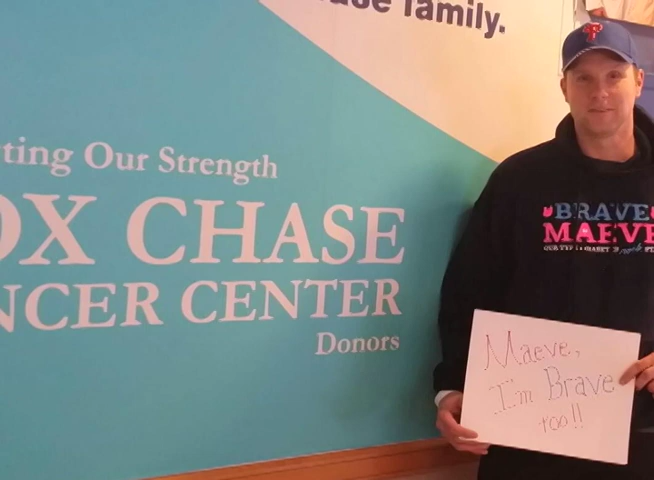 ase family.
ting Our Strength
OX CHASE
NCER CENTER
Donors
P
BRAVE
MAEVE
Maeve,
I'm Brave
too!!